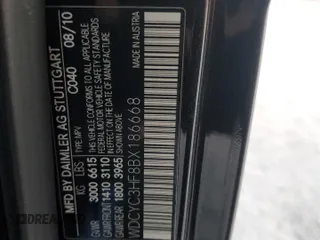 MFD BY DAIMLER AG STUTTGART
C040 08/10
KG LBS
GVWR 3000 6615
GAWR/FRONT 1410 3110
GAWR/REAR 1800 3965
THIS VEHICLE CONFORMS TO ALL APPLICABLE
FEDERAL MOTOR VEHICLE SAFETY
STANDARDS IN EFFECT ON THE
DATE OF MANUFACTURE
SHOWN ABOVE.
WDCYC3HF8BX186668
MADE IN AUSTRIA